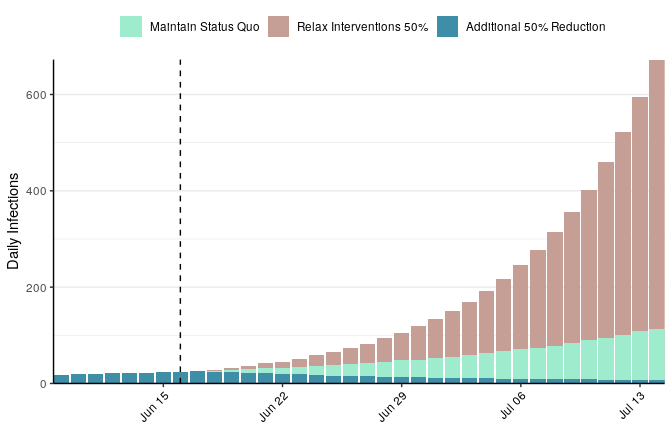 Maintain Status Quo Relax Interventions 50% Additional 50% Reduction
Daily Infections
600
400
200
0
Jun 15 Jun 22 Jun 29 Jul 06 Jul 13